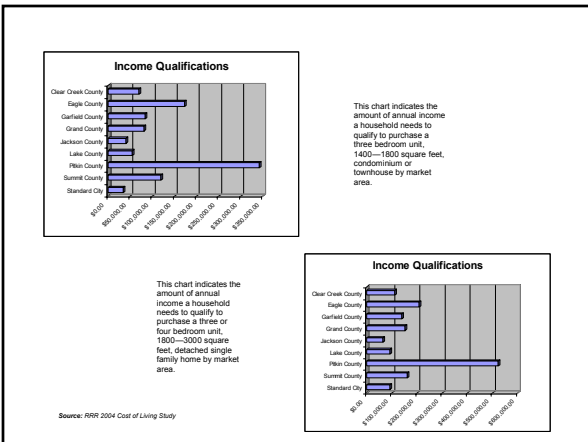 Income Qualifications
Clear Creek County
Eagle County
Garfield County
Grand County
Jackson County
Lake County
Pitkin County
Summit County
Standard City
$0.00
$50,000.00
$100,000.00
$150,000.00
$200,000.00
$250,000.00
$300,000.00
$350,000.00
This chart indicates the
amount of annual income
a household needs to
qualify to purchase a
three bedroom unit,
1400—1800 square feet,
condominium or
townhouse by market
area.
This chart indicates the
amount of annual
income a household
needs to qualify to
purchase a three or
four bedroom unit,
1800—3000 square
feet, detached single
family home by market
area.
Income Qualifications
Clear Creek County
Eagle County
Garfield County
Grand County
Jackson County
Lake County
Pitkin County
Summit County
Standard City
$0.00
$100,000.00
$200,000.00
$300,000.00
$400,000.00
$500,000.00
$600,000.00
Source: RRR 2004 Cost of Living Study